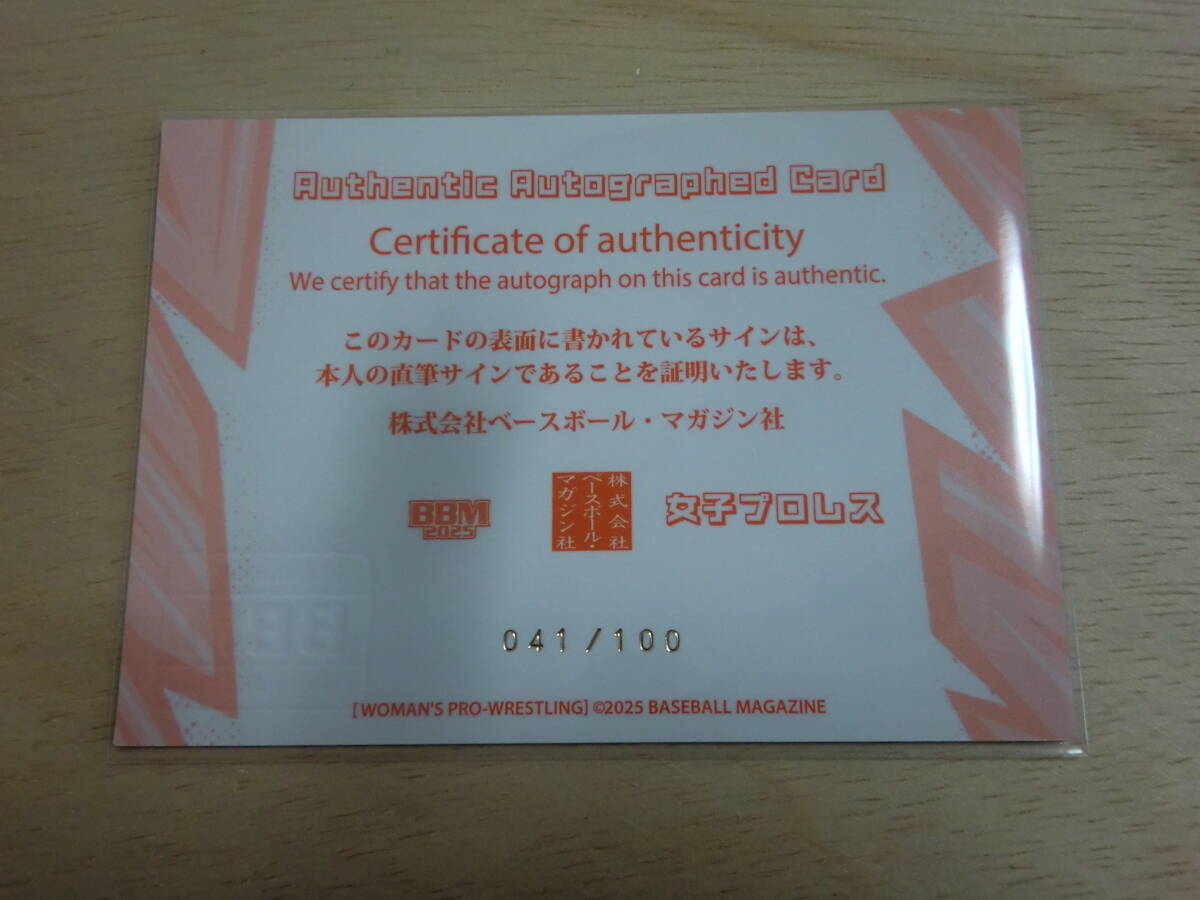 Authentic Autographed Card
Certificate of authenticity
We certify that the autograph on this card is authentic.
このカードの表面に書かれているサインは、
本人の直筆サインであることを証明いたします。
株式会社ベースボール・マガジン社
BBM
2025
株式会社
ベースボール・
マガジン社
女子プロレス
041/100
[WOMAN'S PRO-WRESTLING] ©2025 BASEBALL MAGAZINE